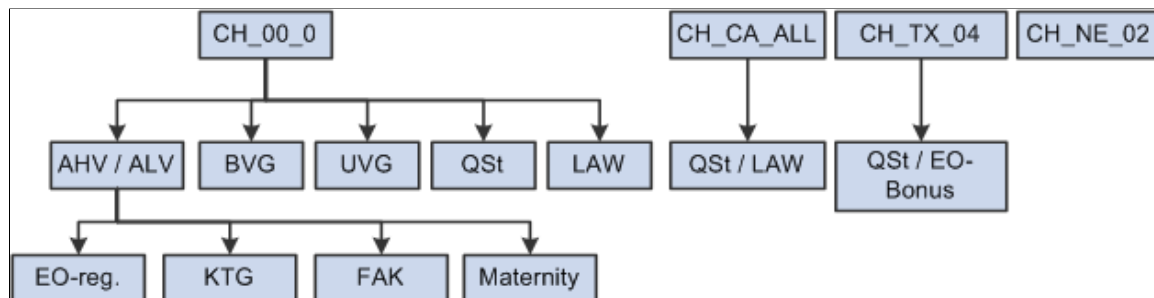 CH_00_0
CH_CA_ALL
CH_TX_04
CH_NE_02
AHV / ALV
BVG
UVG
QSt
LAW
QSt / LAW
QSt / EO-
Bonus
EO-reg.
KTG
FAK
Maternity